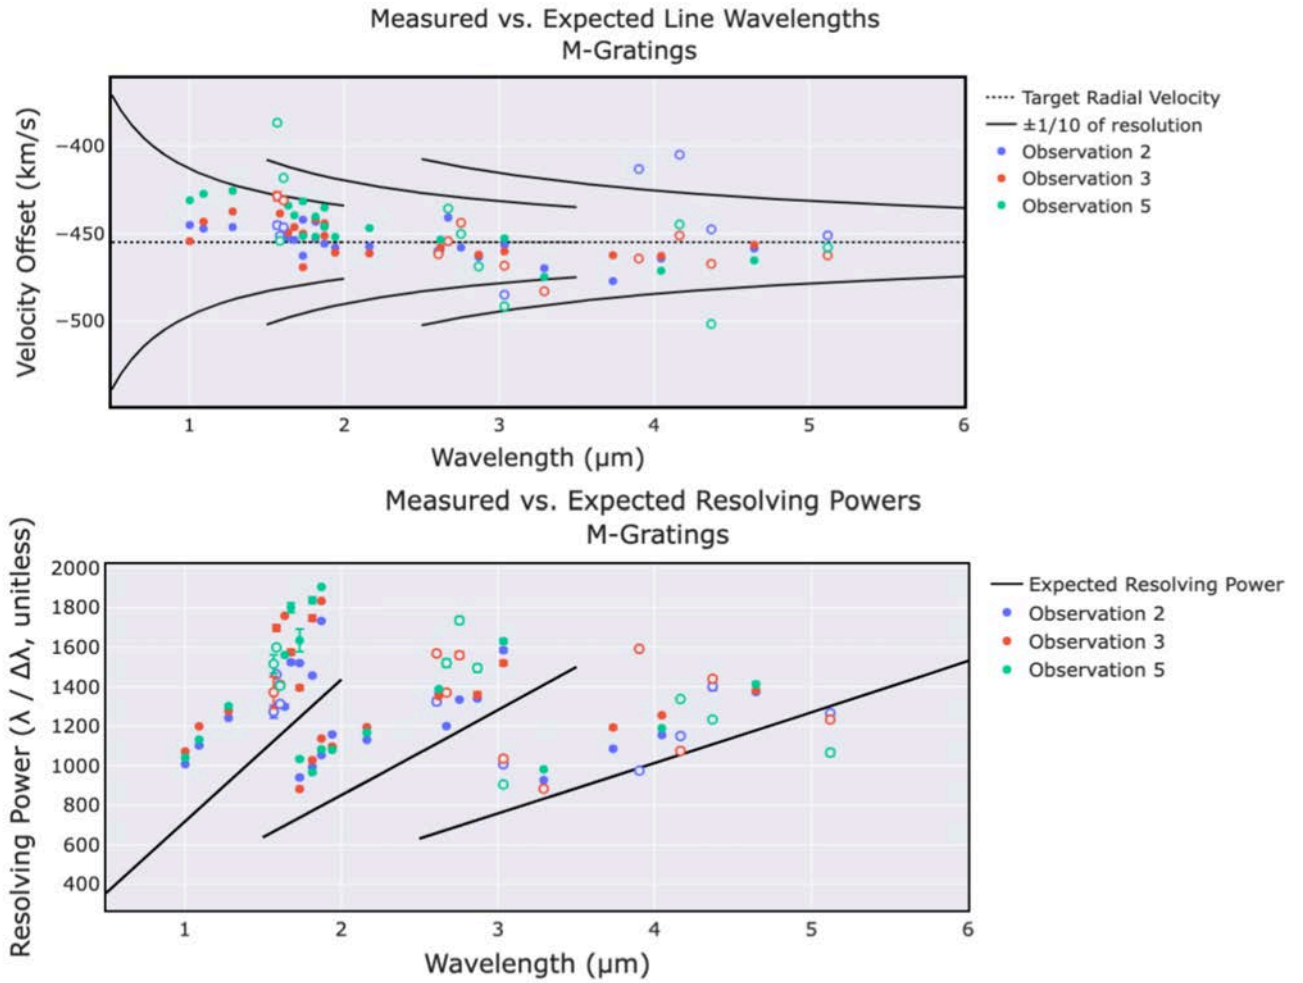 Measured vs. Expected Line Wavelengths
M-Gratings
Velocity Offset (km/s)
−400
−450
−500
1 2 3 4 5 6
Wavelength (μm)
Target Radial Velocity
±1/10 of resolution
Observation 2
Observation 3
Observation 5
Measured vs. Expected Resolving Powers
M-Gratings
Resolving Power (λ / Δλ, unitless)
2000
1800
1600
1400
1200
1000
800
600
400
1 2 3 4 5 6
Wavelength (μm)
Expected Resolving Power
Observation 2
Observation 3
Observation 5